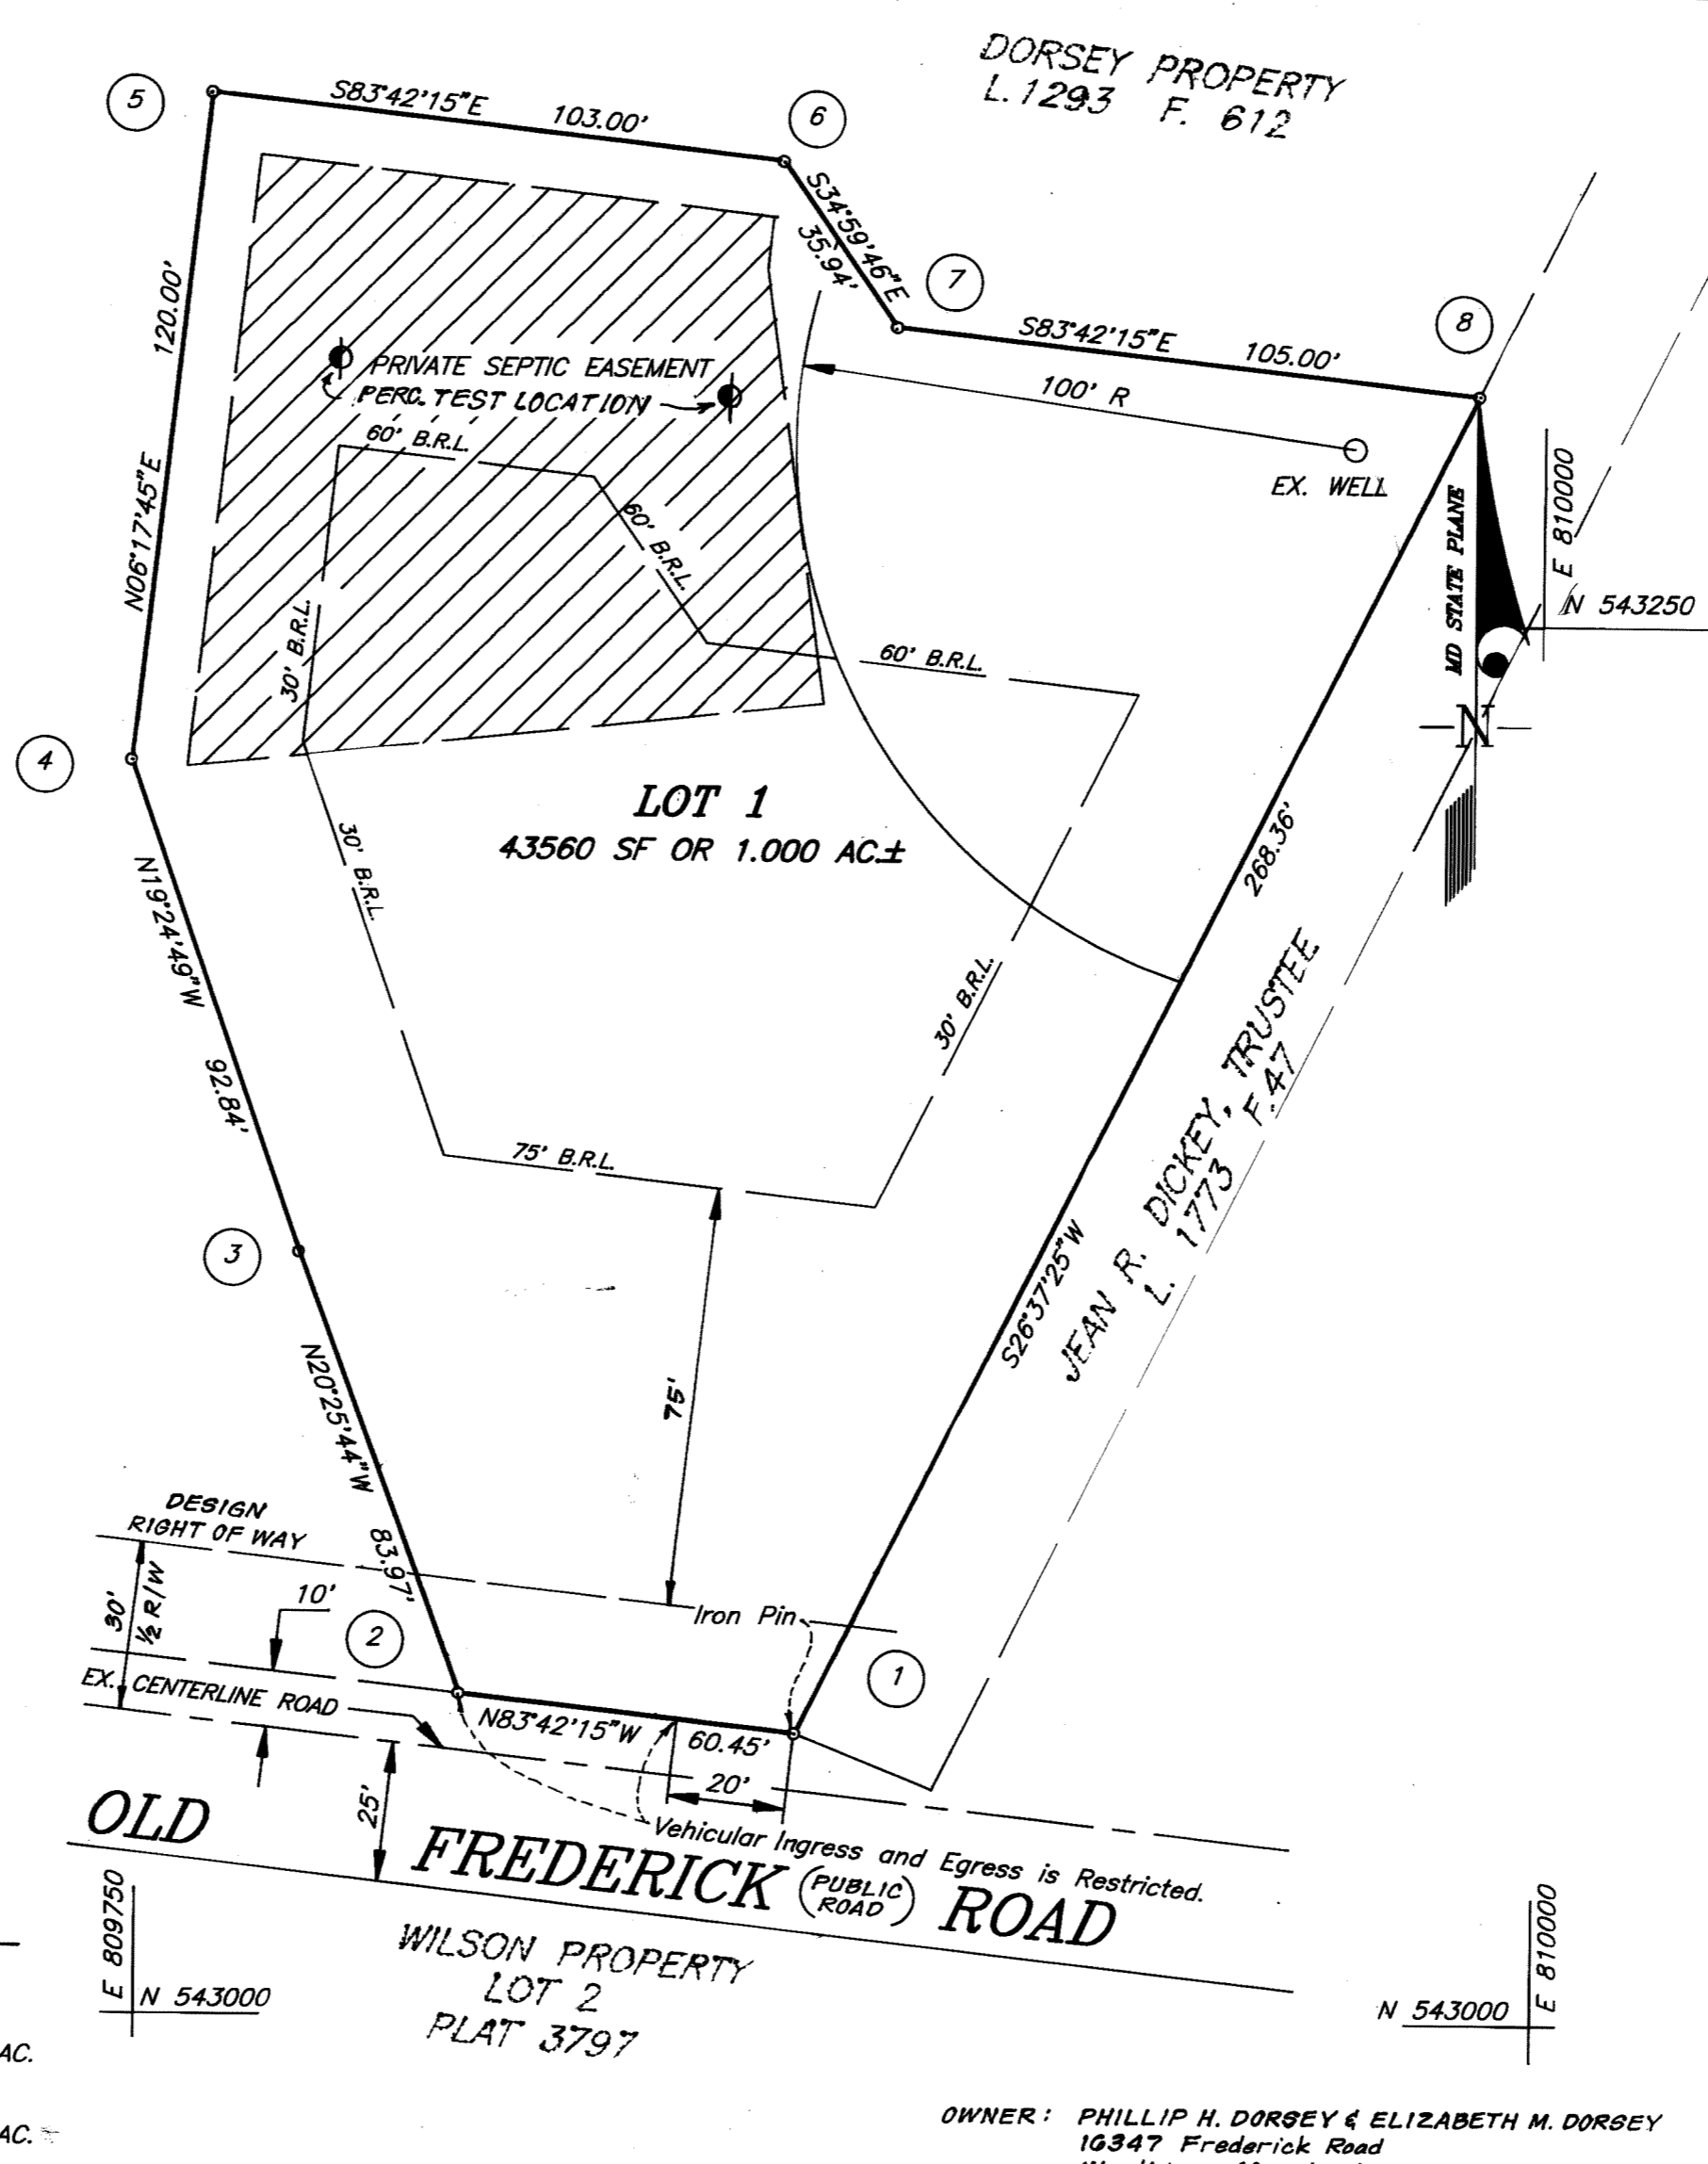 DORSEY PROPERTY
L. 1293 F. 612
5
S83°42'15"E 103.00'
6
S34°59'46"E
35.94'
7
S83°42'15"E 105.00'
8
120.00'
N06°17'45"E
PRIVATE SEPTIC EASEMENT
PERC. TEST LOCATION
100' R
EX. WELL
60' B.R.L.
60' B.R.L.
60' B.R.L.
30' B.R.L.
MD STATE PLANE
E 810000
N 543250
N
4
LOT 1
43560 SF OR 1.000 AC.±
30' B.R.L.
268.36'
N19°24'49"W
92.84'
30' B.R.L.
JEAN R. DICKEY, TRUSTEE
L. 1773 F. 47
75' B.R.L.
3
S26°37'25"W
75'
N20°25'44"W
83.97'
DESIGN
RIGHT OF WAY
30'
½ R/W
10'
2
Iron Pin
1
EX. CENTERLINE ROAD
N83°42'15"W 60.45'
20'
25'
Vehicular Ingress and Egress is Restricted.
OLD FREDERICK (PUBLIC ROAD) ROAD
E 809750
N 543000
WILSON PROPERTY
LOT 2
PLAT 3797
N 543000
E 810000
AC.
AC.
OWNER: PHILLIP H. DORSEY & ELIZABETH M. DORSEY
16347 Frederick Road